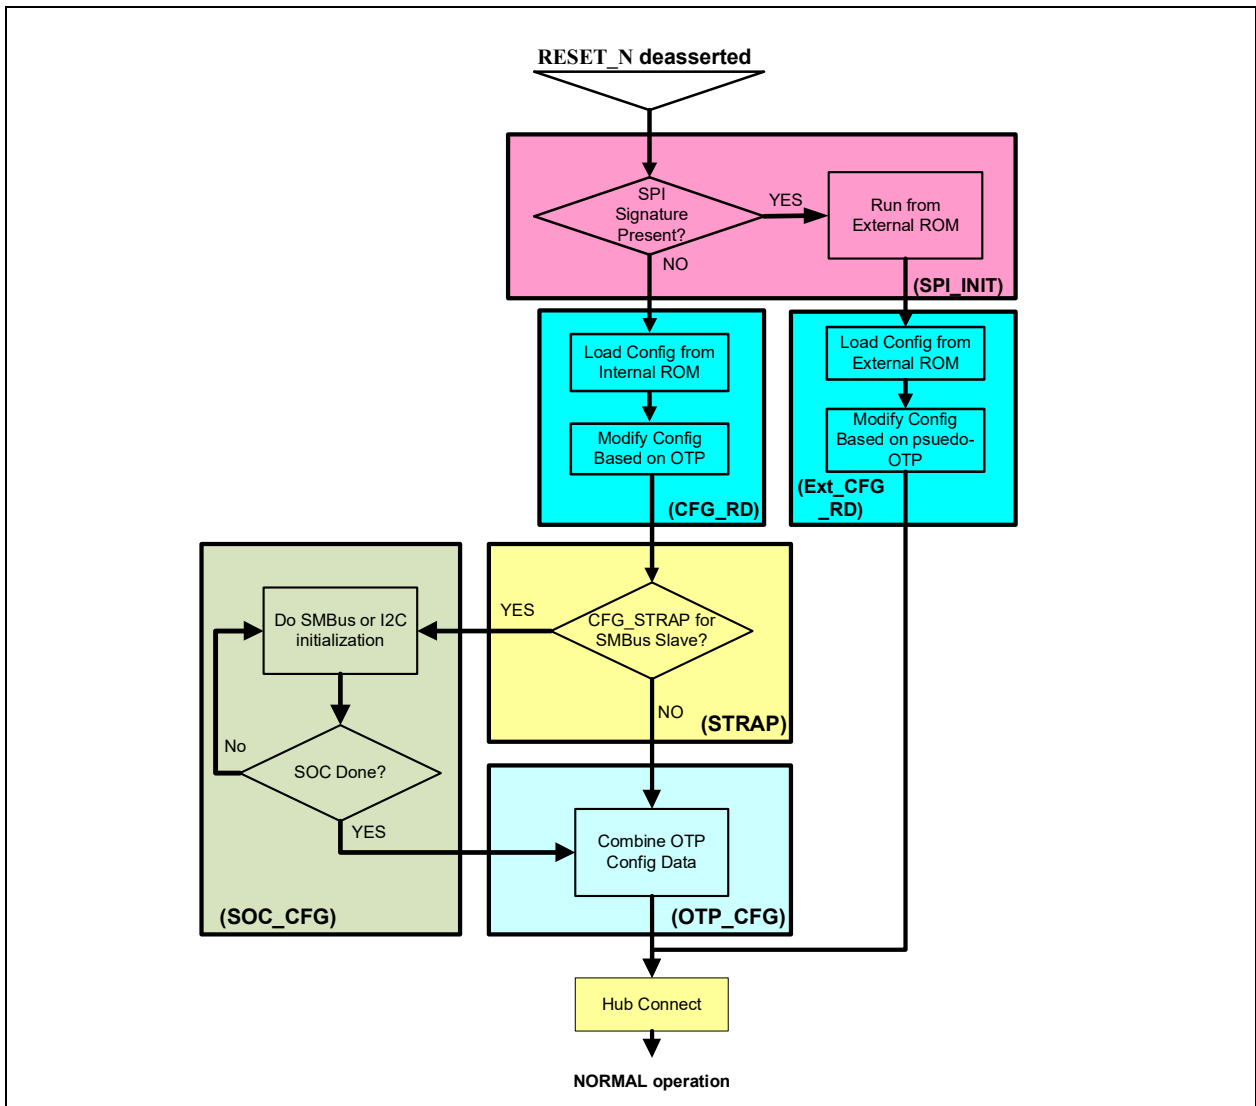 RESET_N deasserted
SPI
Signature
Present?
YES
Run from
External ROM
NO
(SPI_INIT)
Load Config from
Internal ROM
Load Config from
External ROM
Modify Config
Based on OTP
Modify Config
Based on psuedo-
OTP
(CFG_RD)
(Ext_CFG
_RD)
Do SMBus or I2C
initialization
YES
CFG_STRAP for
SMBus Slave?
NO
(STRAP)
No
SOC Done?
YES
Combine OTP
Config Data
(SOC_CFG)
(OTP_CFG)
Hub Connect
NORMAL operation